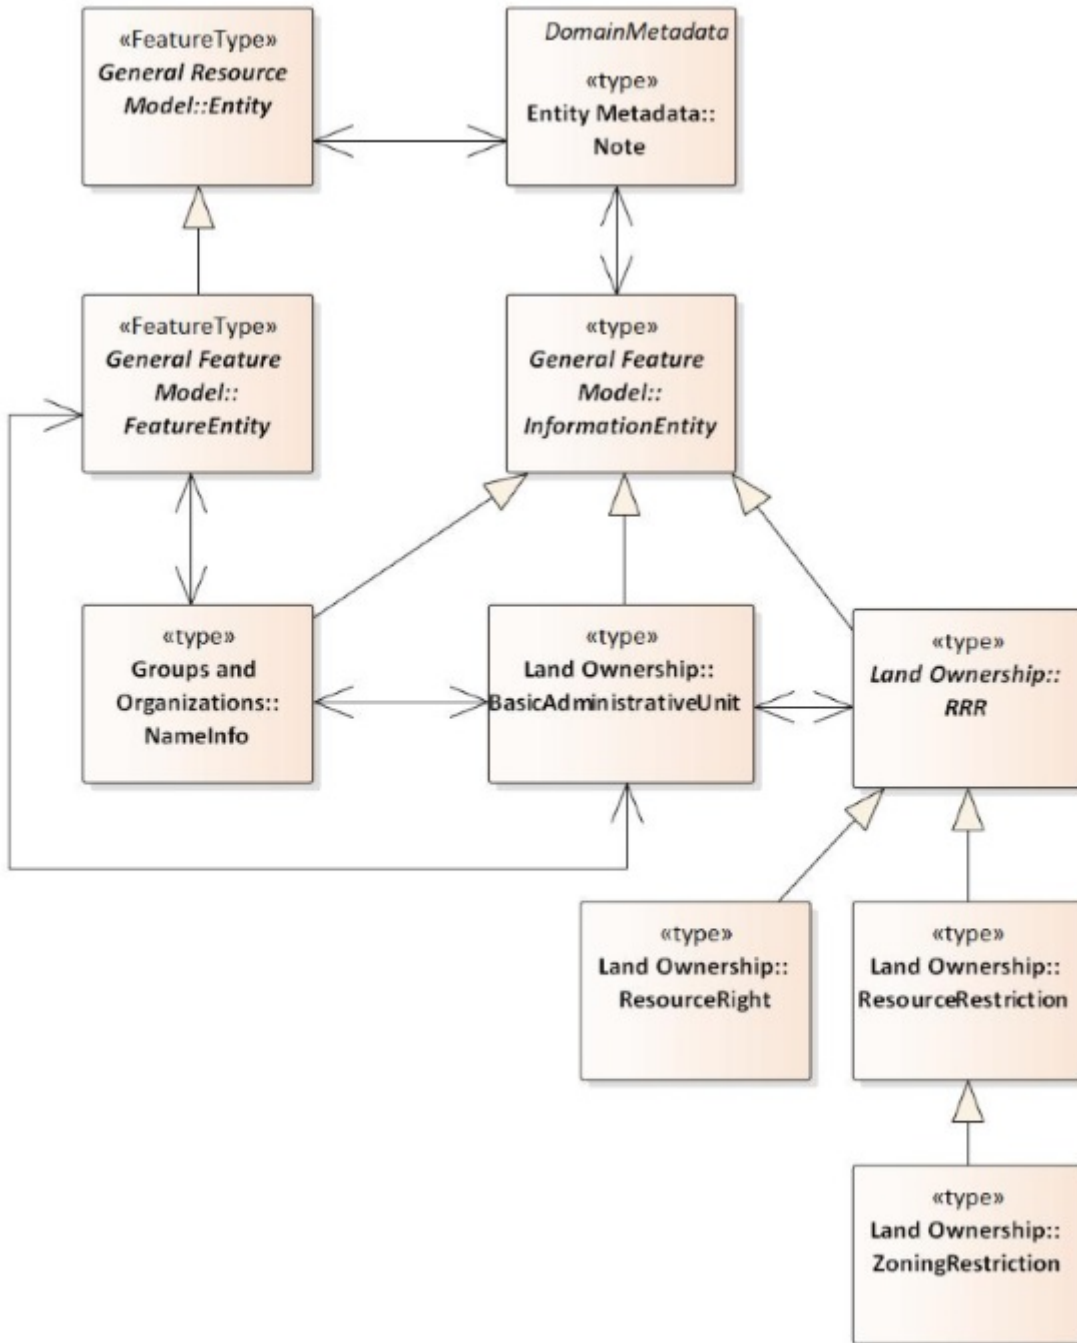 «FeatureType»
General Resource
Model::Entity
DomainMetadata
«type»
Entity Metadata::
Note
«FeatureType»
General Feature
Model::
FeatureEntity
«type»
General Feature
Model::
InformationEntity
«type»
Groups and
Organizations::
NameInfo
«type»
Land Ownership::
BasicAdministrativeUnit
«type»
Land Ownership::
RRR
«type»
Land Ownership::
ResourceRight
«type»
Land Ownership::
ResourceRestriction
«type»
Land Ownership::
ZoningRestriction